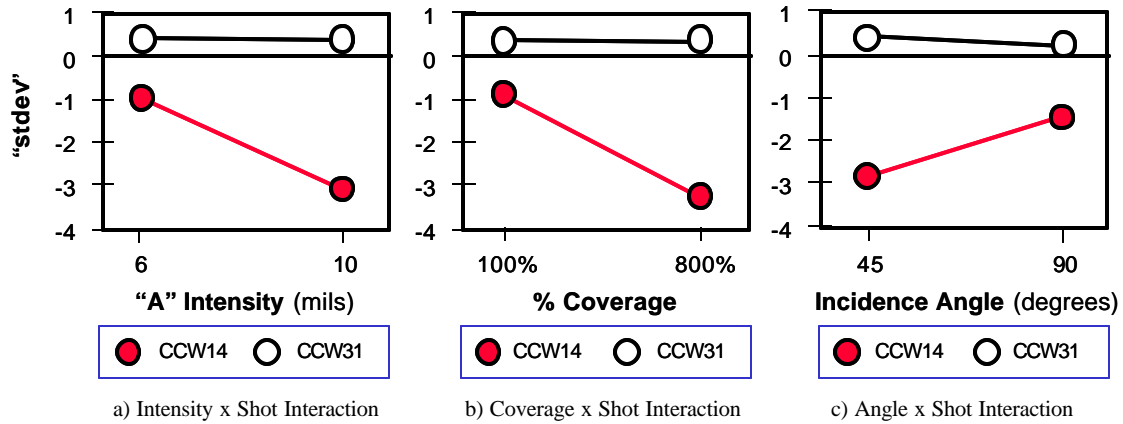 "stdev"
1
0
-1
-2
-3
-4
6 10
"A" Intensity (mils)
CCW14 CCW31
a) Intensity x Shot Interaction
1
0
-1
-2
-3
-4
100% 800%
% Coverage
CCW14 CCW31
b) Coverage x Shot Interaction
1
0
-1
-2
-3
-4
45 90
Incidence Angle (degrees)
CCW14 CCW31
c) Angle x Shot Interaction